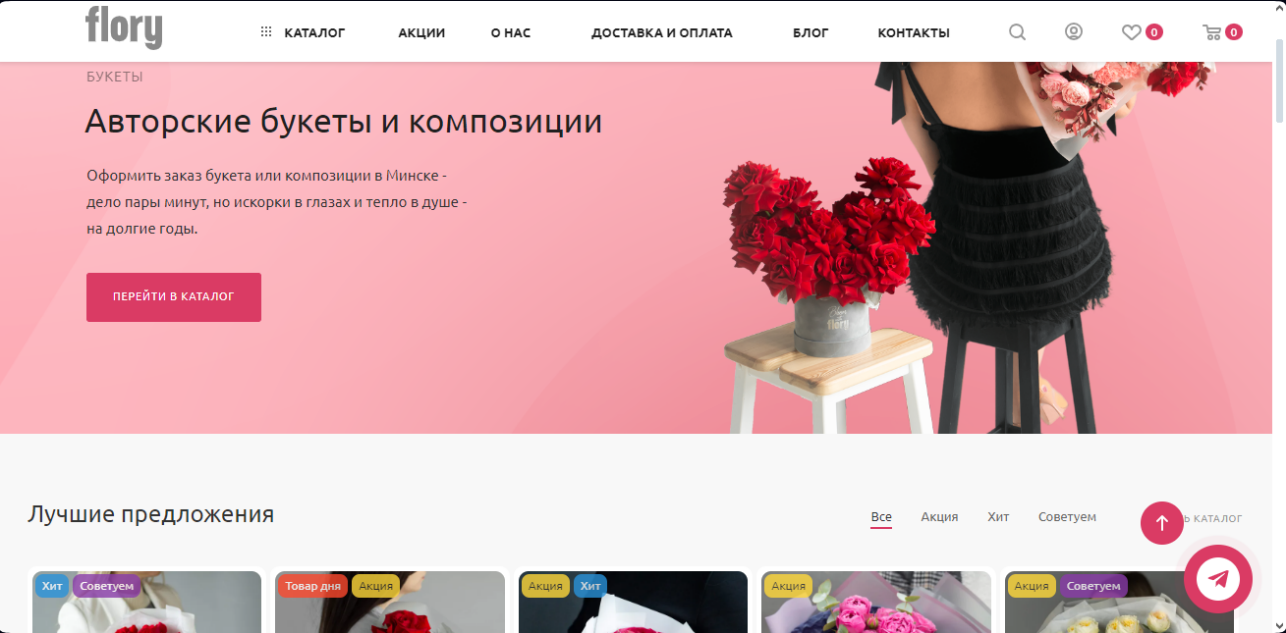 flory
КАТАЛОГ
АКЦИИ
О НАС
ДОСТАВКА И ОПЛАТА
БЛОГ
КОНТАКТЫ
0
0
БУКЕТЫ
Авторские букеты и композиции
Оформить заказ букета или композиции в Минске -
дело пары минут, но искорки в глазах и тепло в душе -
на долгие годы.
ПЕРЕЙТИ В КАТАЛОГ
flory
Лучшие предложения
Все
Акция
Хит
Советуем
КАТАЛОГ
Хит
Советуем
Товар дня
Акция
Акция
Хит
Акция
Акция
Советуем